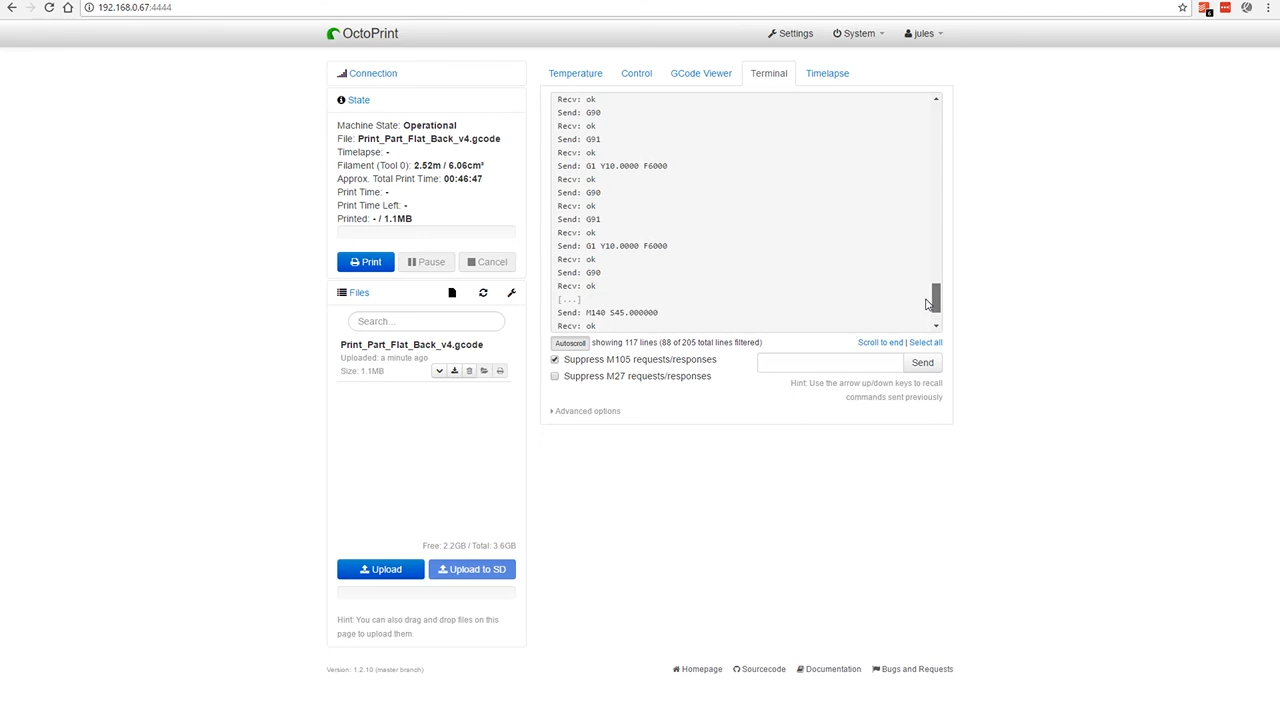 192.168.0.67:4444
6
OctoPrint
Settings
System
jules
Connection
State
Machine State: Operational
File: Print_Part_Flat_Back_v4.gcode
Timelapse: -
Filament (Tool 0): 2.52m / 6.06cm³
Approx. Total Print Time: 00:46:47
Print Time: -
Print Time Left: -
Printed: - / 1.1MB
Print
Pause
Cancel
Files
Search...
Print_Part_Flat_Back_v4.gcode
Uploaded: a minute ago
Size: 1.1MB
Free: 2.2GB / Total: 3.6GB
Upload
Upload to SD
Hint: You can also drag and drop files on this
page to upload them.
Temperature
Control
GCode Viewer
Terminal
Timelapse
Recv: ok
Send: G90
Recv: ok
Send: G91
Recv: ok
Send: G1 Y10.0000 F6000
Recv: ok
Send: G90
Recv: ok
Send: G91
Recv: ok
Send: G1 Y10.0000 F6000
Recv: ok
Send: G90
Recv: ok
[...]
Send: M140 S45.000000
Recv: ok
Autoscroll showing 117 lines (88 of 205 total lines filtered)
Scroll to end | Select all
Suppress M105 requests/responses
Suppress M27 requests/responses
Send
Hint: Use the arrow up/down keys to recall
commands sent previously
Advanced options
Version: 1.2.10 (master branch)
Homepage
Sourcecode
Documentation
Bugs and Requests